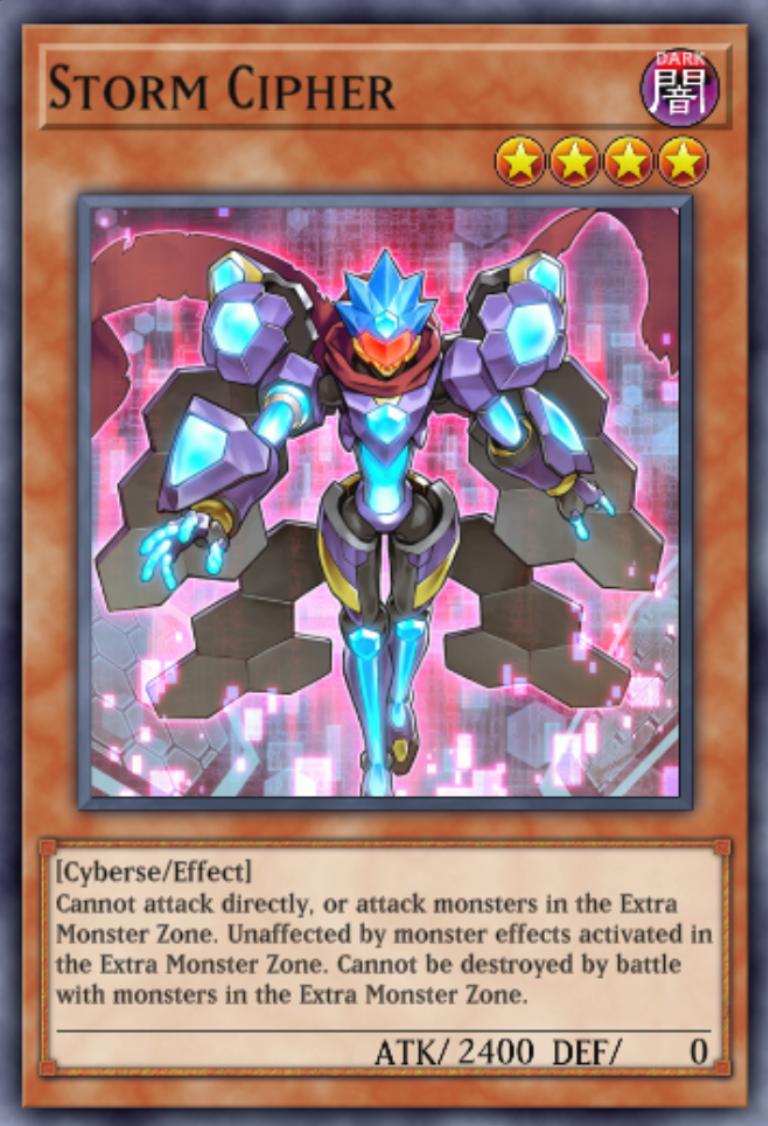 Storm Cipher
DARK
闇
[Cyberse/Effect]
Cannot attack directly, or attack monsters in the Extra
Monster Zone. Unaffected by monster effects activated in
the Extra Monster Zone. Cannot be destroyed by battle
with monsters in the Extra Monster Zone.
ATK/ 2400 DEF/ 0